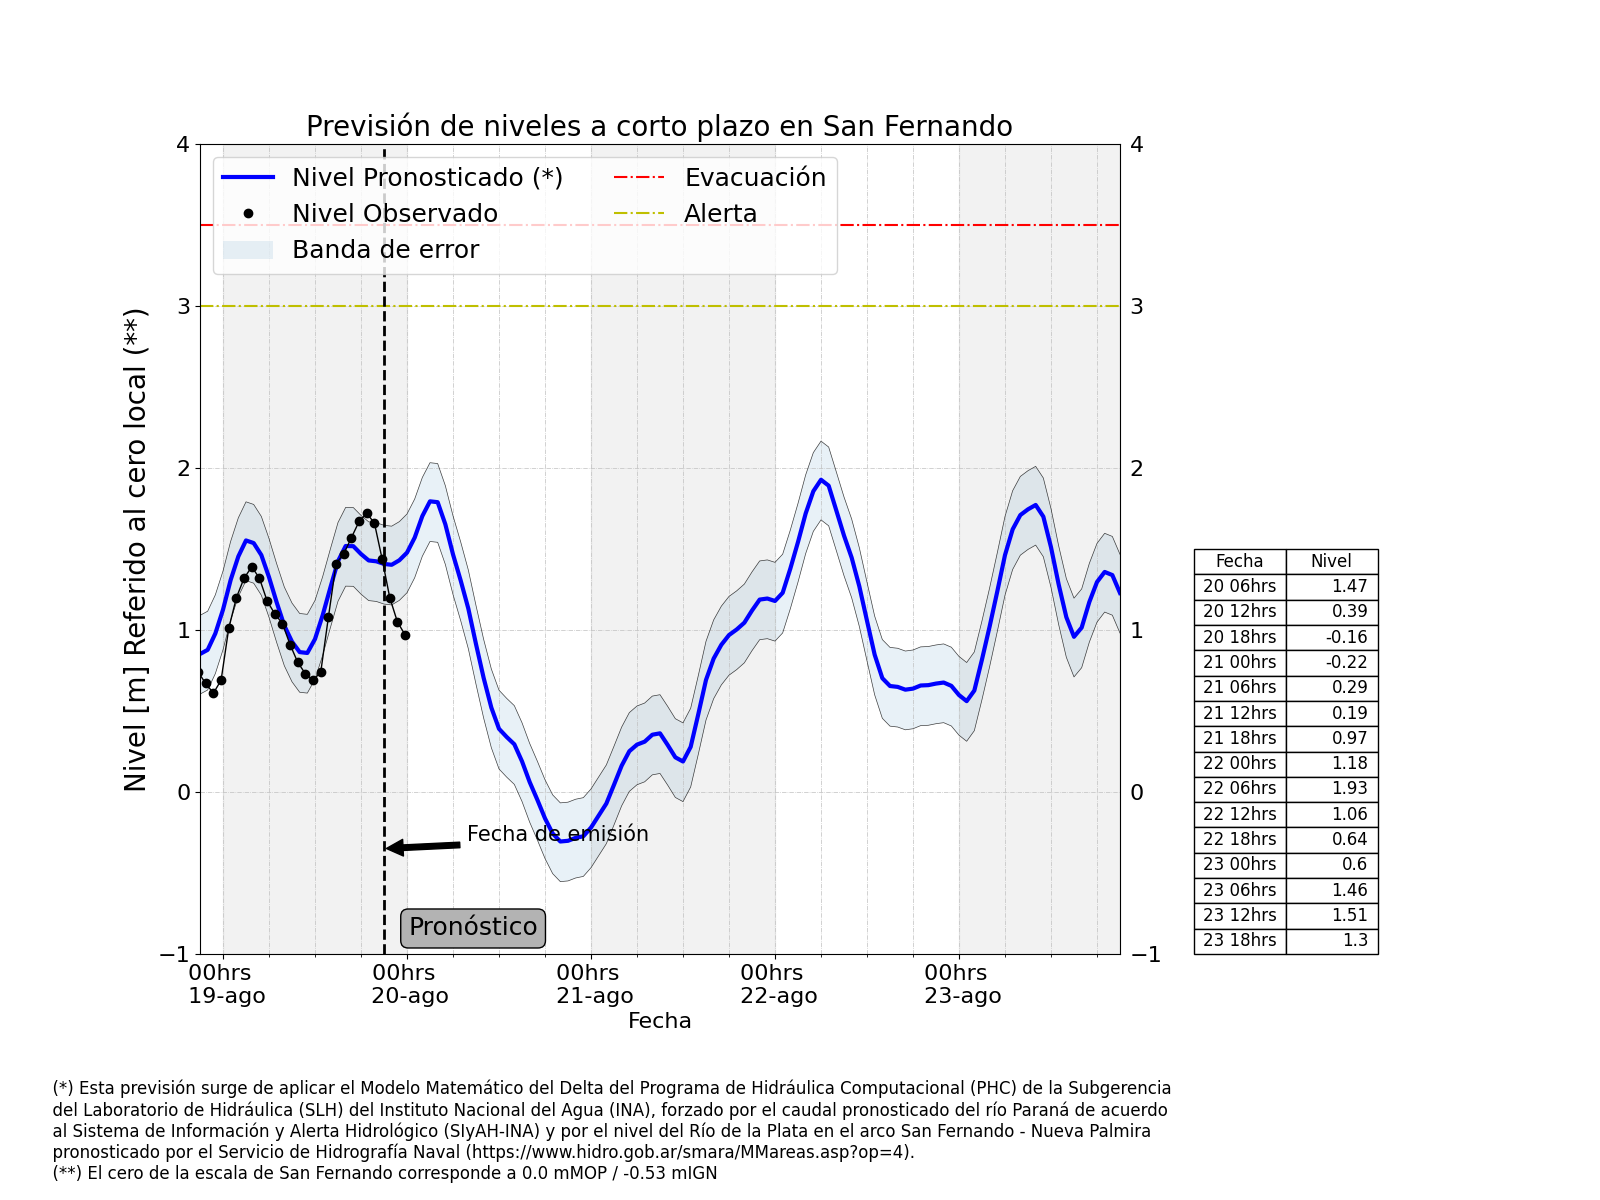 Previsión de niveles a corto plazo en San Fernando
Nivel Pronosticado (*)
Nivel Observado
Banda de error
Evacuación
Alerta
Nivel [m] Referido al cero local (**)
4
3
2
1
0
−1
4
3
2
1
0
−1
Fecha de emisión
Pronóstico
00hrs
19-ago
00hrs
20-ago
00hrs
21-ago
00hrs
22-ago
00hrs
23-ago
Fecha
Fecha Nivel
20 06hrs 1.47
20 12hrs 0.39
20 18hrs -0.16
21 00hrs -0.22
21 06hrs 0.29
21 12hrs 0.19
21 18hrs 0.97
22 00hrs 1.18
22 06hrs 1.93
22 12hrs 1.06
22 18hrs 0.64
23 00hrs 0.6
23 06hrs 1.46
23 12hrs 1.51
23 18hrs 1.3
(*) Esta previsión surge de aplicar el Modelo Matemático del Delta del Programa de Hidráulica Computacional (PHC) de la Subgerencia
del Laboratorio de Hidráulica (SLH) del Instituto Nacional del Agua (INA), forzado por el caudal pronosticado del río Paraná de acuerdo
al Sistema de Información y Alerta Hidrológico (SIyAH-INA) y por el nivel del Río de la Plata en el arco San Fernando - Nueva Palmira
pronosticado por el Servicio de Hidrografía Naval (https://www.hidro.gob.ar/smara/MMareas.asp?op=4).
(**) El cero de la escala de San Fernando corresponde a 0.0 mMOP / -0.53 mIGN